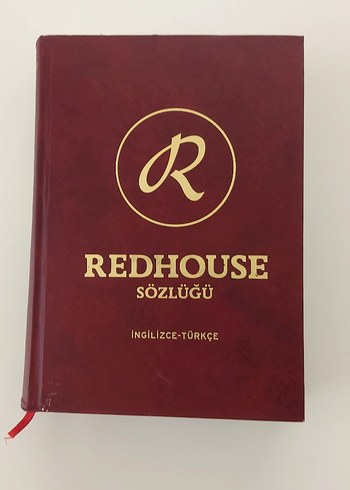 R
REDHOUSE
SÖZLÜĞÜ
İNGİLİZCE-TÜRKÇE